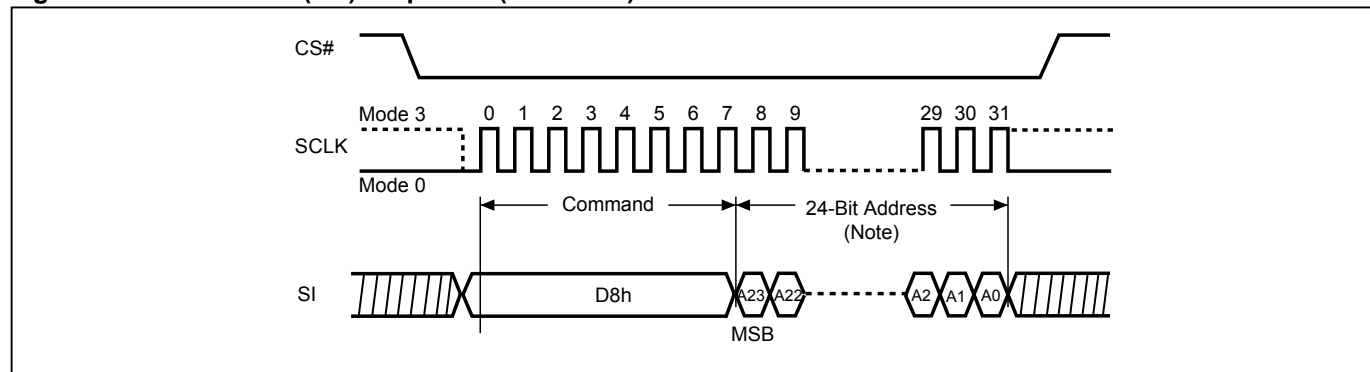 CS#
Mode 3 0 1 2 3 4 5 6 7 8 9 29 30 31
SCLK
Mode 0
Command 24-Bit Address
(Note)
SI D8h A23 A22 A2 A1 A0
MSB